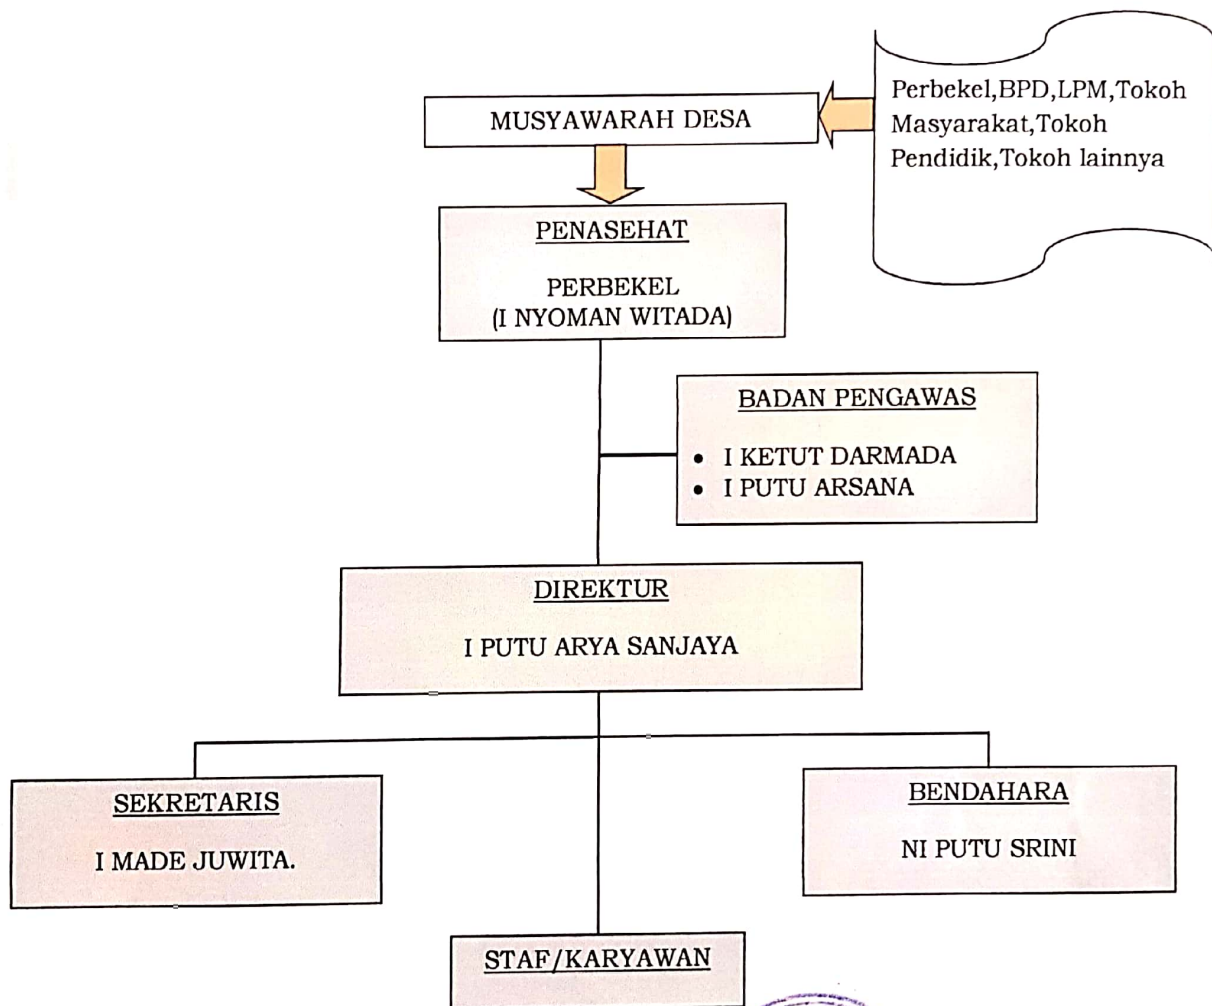 Perbekel,BPD,LPM,Tokoh
Masyarakat,Tokoh
Pendidik,Tokoh lainnya
MUSYAWARAH DESA
PENASEHAT
PERBEKEL
(I NYOMAN WITADA)
BADAN PENGAWAS
• I KETUT DARMADA
• I PUTU ARSANA
DIREKTUR
I PUTU ARYA SANJAYA
SEKRETARIS
I MADE JUWITA.
BENDAHARA
NI PUTU SRINI
STAF/KARYAWAN